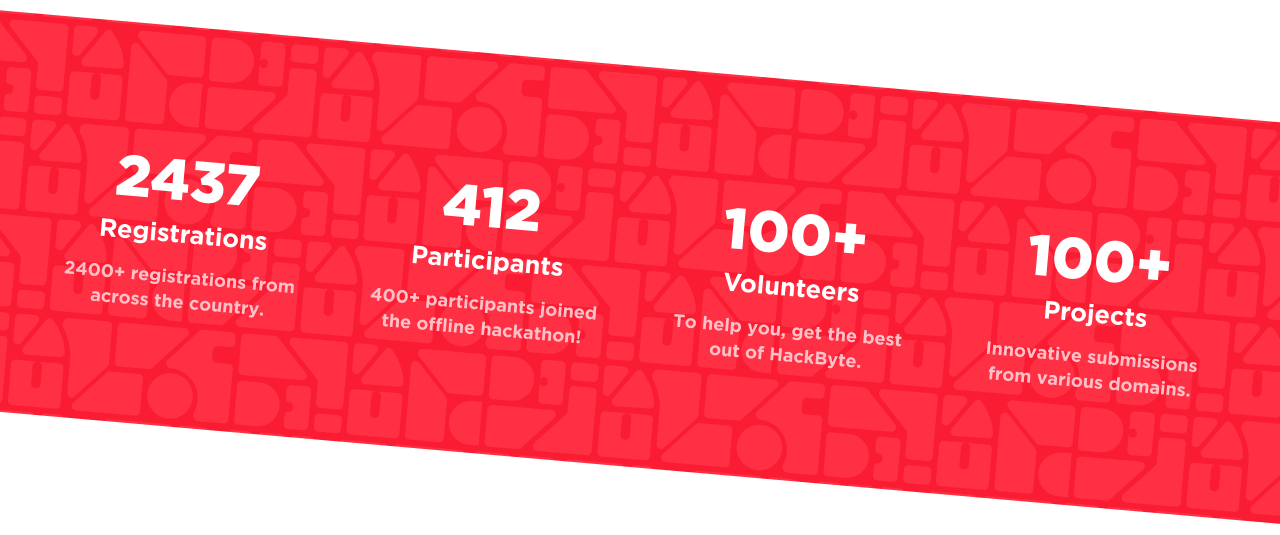 2437
Registrations
2400+ registrations from
across the country.
412
Participants
400+ participants joined
the offline hackathon!
100+
Volunteers
To help you, get the best
out of HackByte.
100+
Projects
Innovative submissions
from various domains.